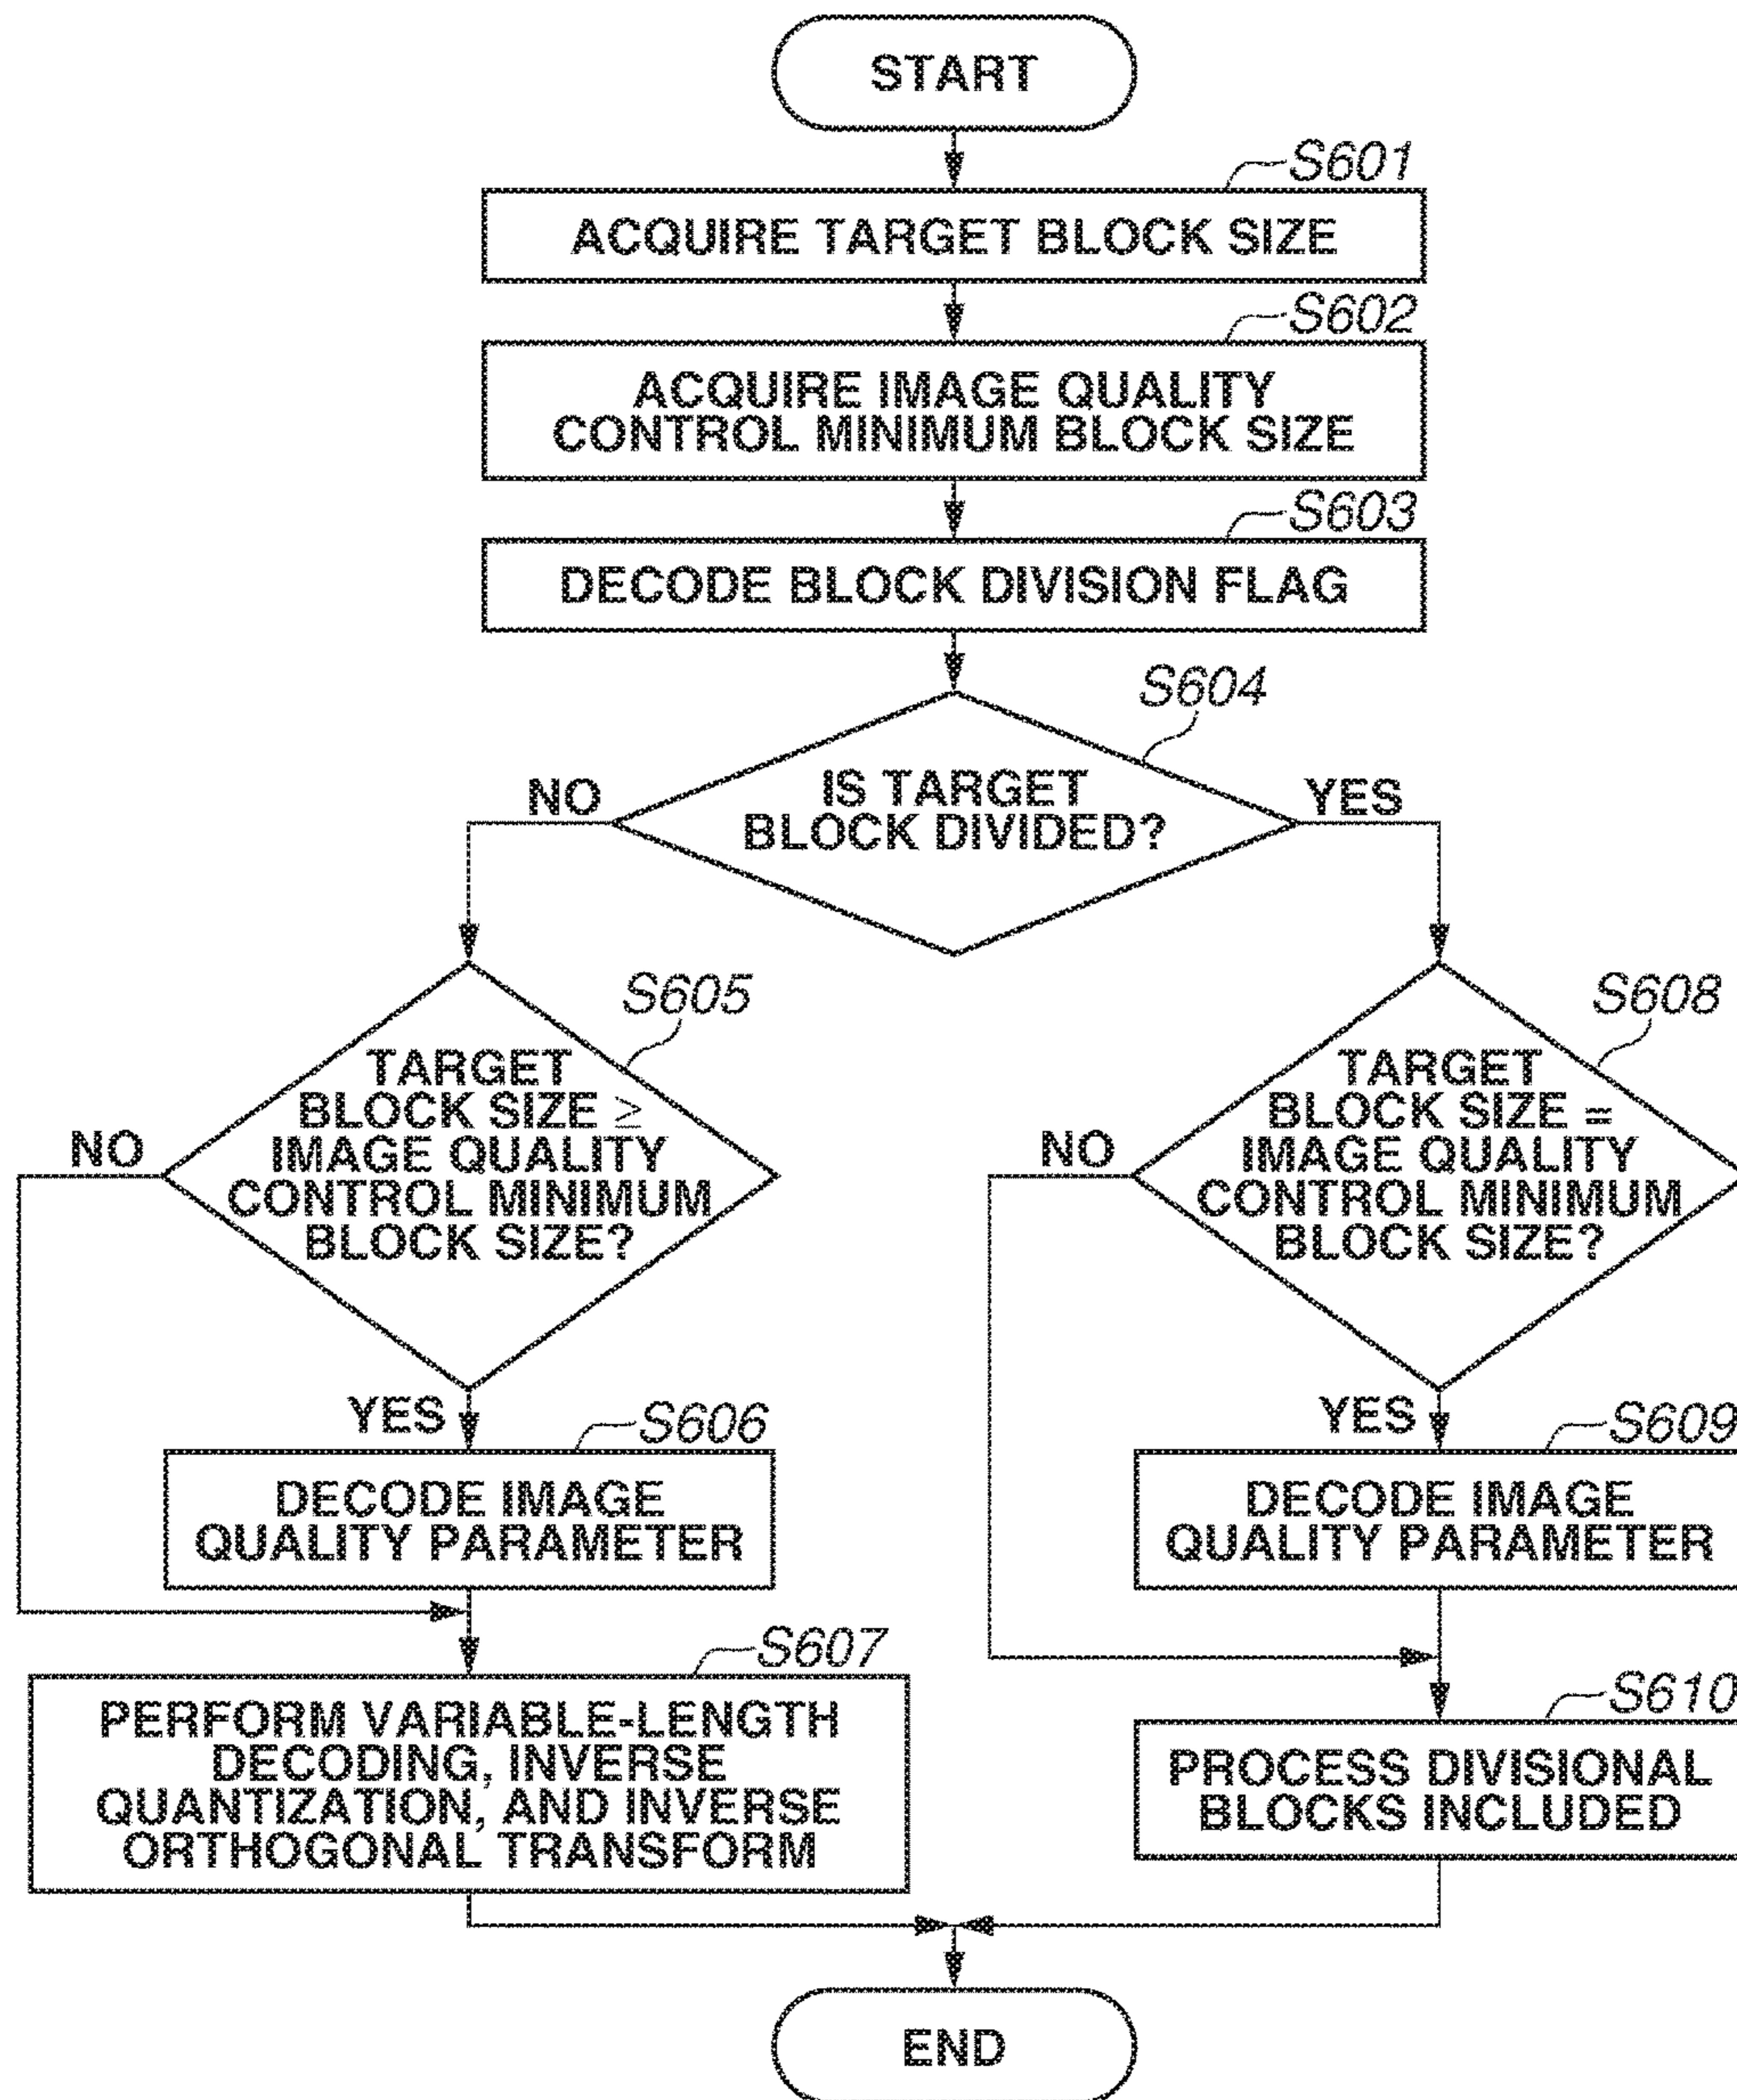 START
S601
ACQUIRE TARGET BLOCK SIZE
S602
ACQUIRE IMAGE QUALITY
CONTROL MINIMUM BLOCK SIZE
S603
DECODE BLOCK DIVISION FLAG
S604
IS TARGET
BLOCK DIVIDED?
NO
YES
S605
TARGET
BLOCK SIZE ≥
IMAGE QUALITY
CONTROL MINIMUM
BLOCK SIZE?
NO
YES
S606
DECODE IMAGE
QUALITY PARAMETER
S607
PERFORM VARIABLE-LENGTH
DECODING, INVERSE
QUANTIZATION, AND INVERSE
ORTHOGONAL TRANSFORM
S608
TARGET
BLOCK SIZE =
IMAGE QUALITY
CONTROL MINIMUM
BLOCK SIZE?
NO
YES
S609
DECODE IMAGE
QUALITY PARAMETER
S610
PROCESS DIVISIONAL
BLOCKS INCLUDED
END